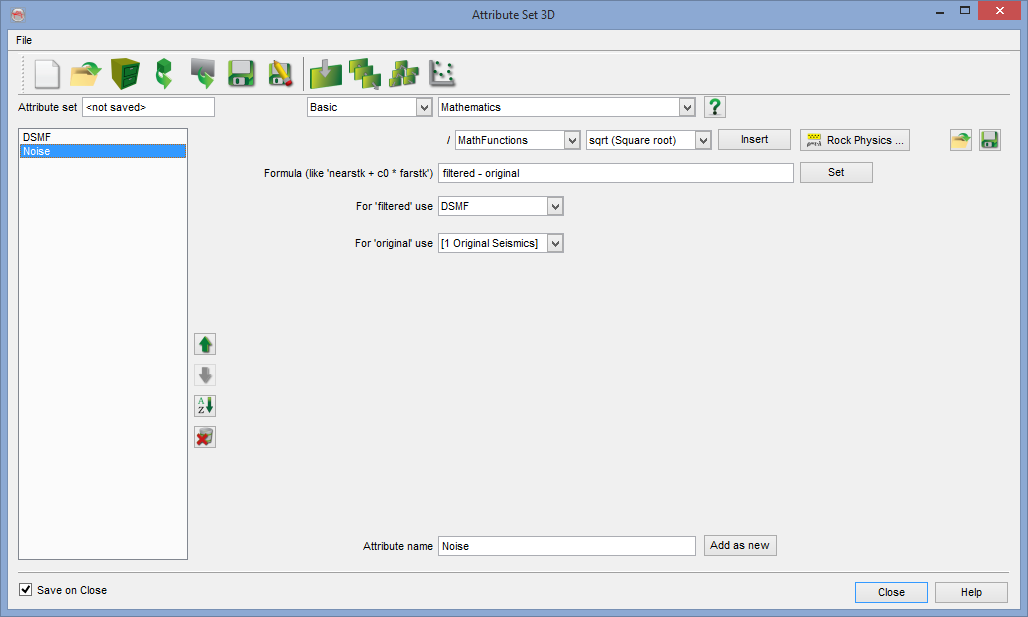 Attribute Set 3D
File
Attribute set <not saved> Basic Mathematics ?
DSMF
Noise
/ MathFunctions sqrt (Square root) Insert Rock Physics ...
Formula (like 'nearstk + c0 * farstk') filtered - original Set
For 'filtered' use DSMF
For 'original' use [1 Original Seismics]
A
Z
Attribute name Noise Add as new
Save on Close Close Help